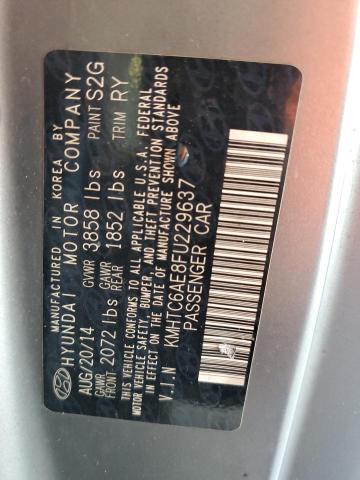 MANUFACTURED IN KOREA BY
HYUNDAI MOTOR COMPANY
AUG/20/14 GVWR 3858 lbs PAINT S2G
GAWR FRONT 2072 lbs GAWR REAR 1852 lbs TRIM RY
THIS VEHICLE CONFORMS TO ALL APPLICABLE U.S.A. FEDERAL
MOTOR VEHICLE SAFETY, BUMPER, AND THEFT PREVENTION STANDARDS
IN EFFECT ON THE DATE OF MANUFACTURE SHOWN ABOVE
V.I.N KMHTC6AE8FU229637
PASSENGER CAR